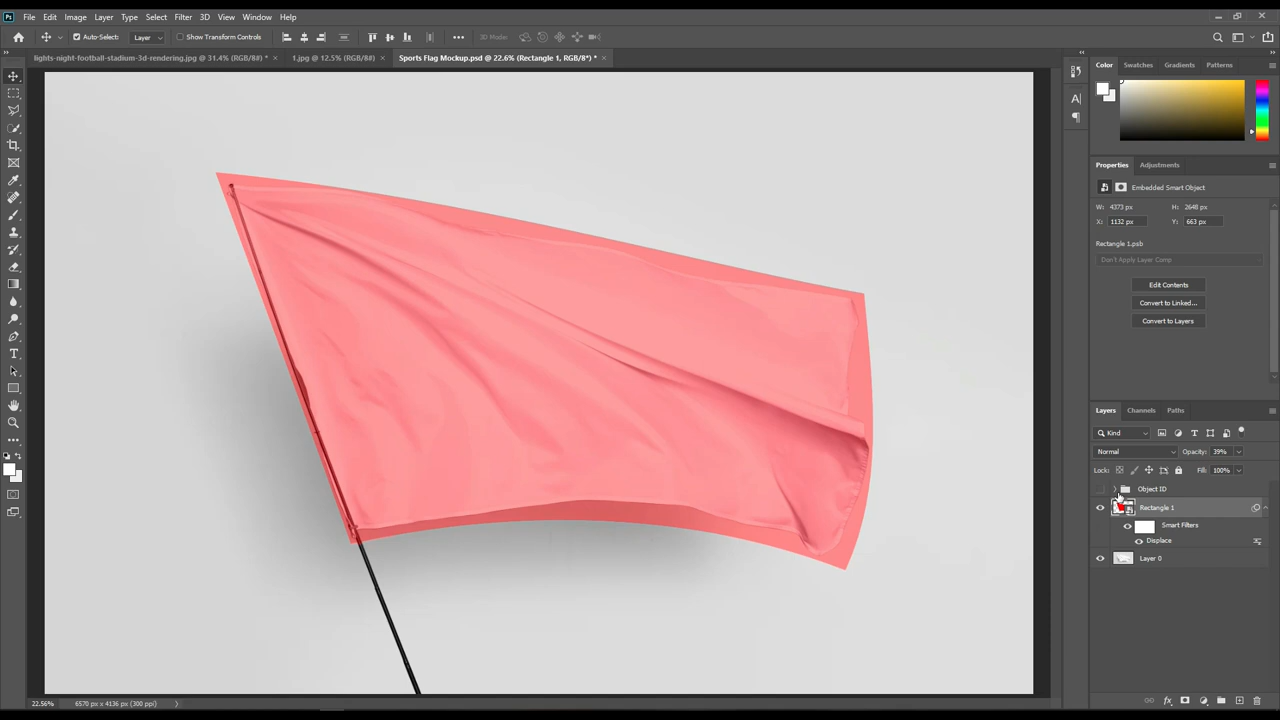 Ps File Edit Image Layer Type Select Filter 3D View Window Help
Auto-Select: Layer Show Transform Controls 3D Mode:
lights-night-football-stadium-3d-rendering.jpg @ 31.4% (RGB/8#) * × 1.jpg @ 12.5% (RGB/8#) × Sports Flag Mockup.psd @ 22.6% (Rectangle 1, RGB/8*) * ×
Color Swatches Gradients Patterns
Properties Adjustments
Embedded Smart Object
W: 4373 px H: 2648 px
X: 1132 px Y: 663 px
Rectangle 1.psb
Don't Apply Layer Comp
Edit Contents
Convert to Linked...
Convert to Layers
Layers Channels Paths
Kind
Normal Opacity: 39%
Lock: Fill: 100%
Object ID
Rectangle 1
Smart Filters
Displace
Layer 0
22.56% 6570 px x 4136 px (300 ppi)